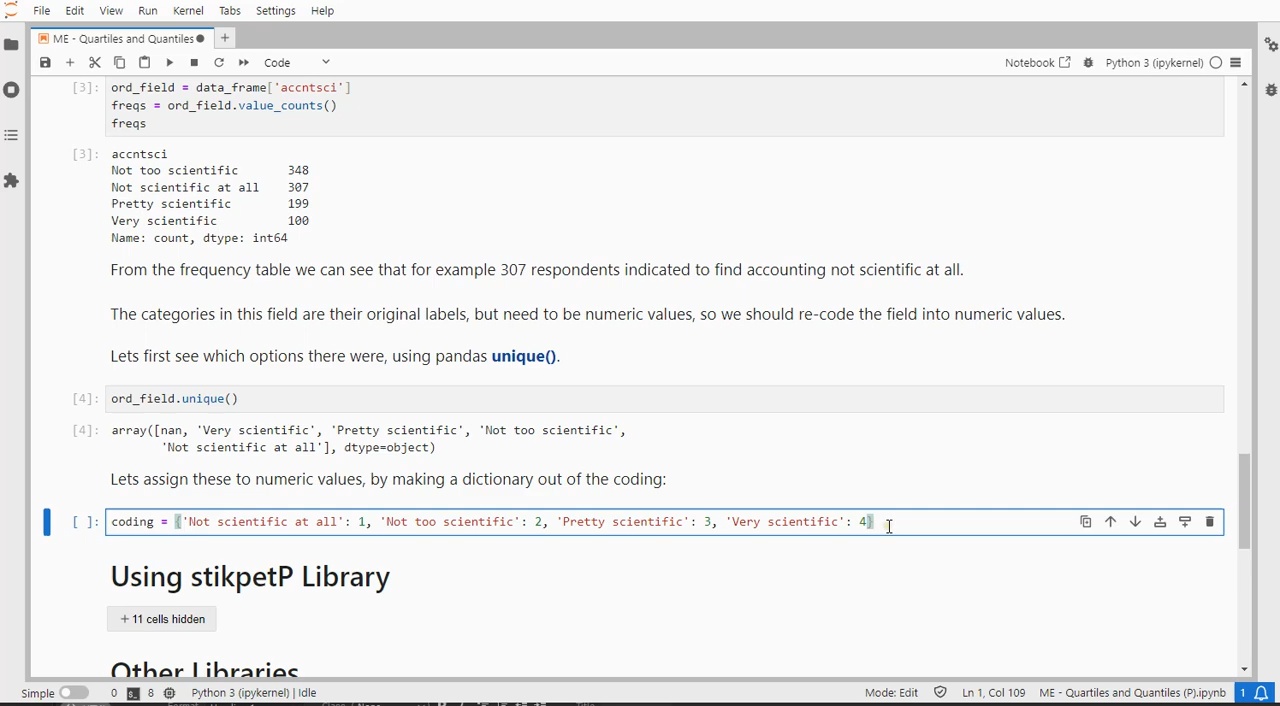 File Edit View Run Kernel Tabs Settings Help
ME - Quartiles and Quantiles
Code
Notebook
Python 3 (ipykernel)
[3]: ord_field = data_frame['accntsci']
freqs = ord_field.value_counts()
freqs
[3]: accntsci
Not too scientific 348
Not scientific at all 307
Pretty scientific 199
Very scientific 100
Name: count, dtype: int64
From the frequency table we can see that for example 307 respondents indicated to find accounting not scientific at all.
The categories in this field are their original labels, but need to be numeric values, so we should re-code the field into numeric values.
Lets first see which options there were, using pandas unique().
[4]: ord_field.unique()
[4]: array([nan, 'Very scientific', 'Pretty scientific', 'Not too scientific',
'Not scientific at all'], dtype=object)
Lets assign these to numeric values, by making a dictionary out of the coding:
[ ]: coding = {'Not scientific at all': 1, 'Not too scientific': 2, 'Pretty scientific': 3, 'Very scientific': 4}
Using stikpetP Library
+ 11 cells hidden
Other Libraries
Simple 0 8 Python 3 (ipykernel) | Idle Mode: Edit Ln 1, Col 109 ME - Quartiles and Quantiles (P).ipynb 1